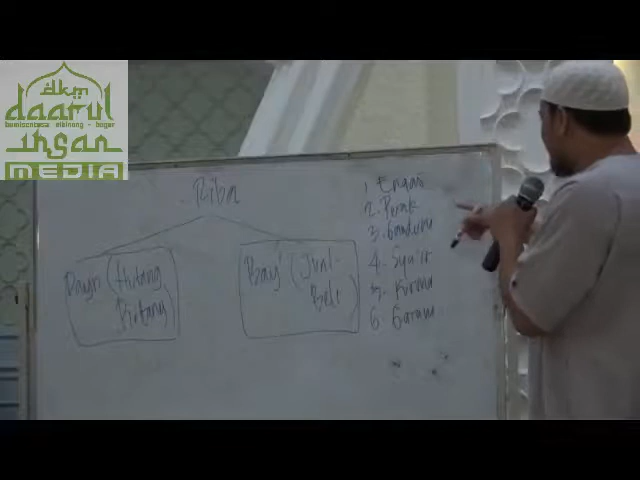 dkm
daarul
ihsan
MEDIA
Riba
Dayn (Hutang
Piutang)
Bay' (Jual-
Beli)
1. Emas
2. Perak
3. Gandum
4. Sya'ir
5. Kurma
6. Garam